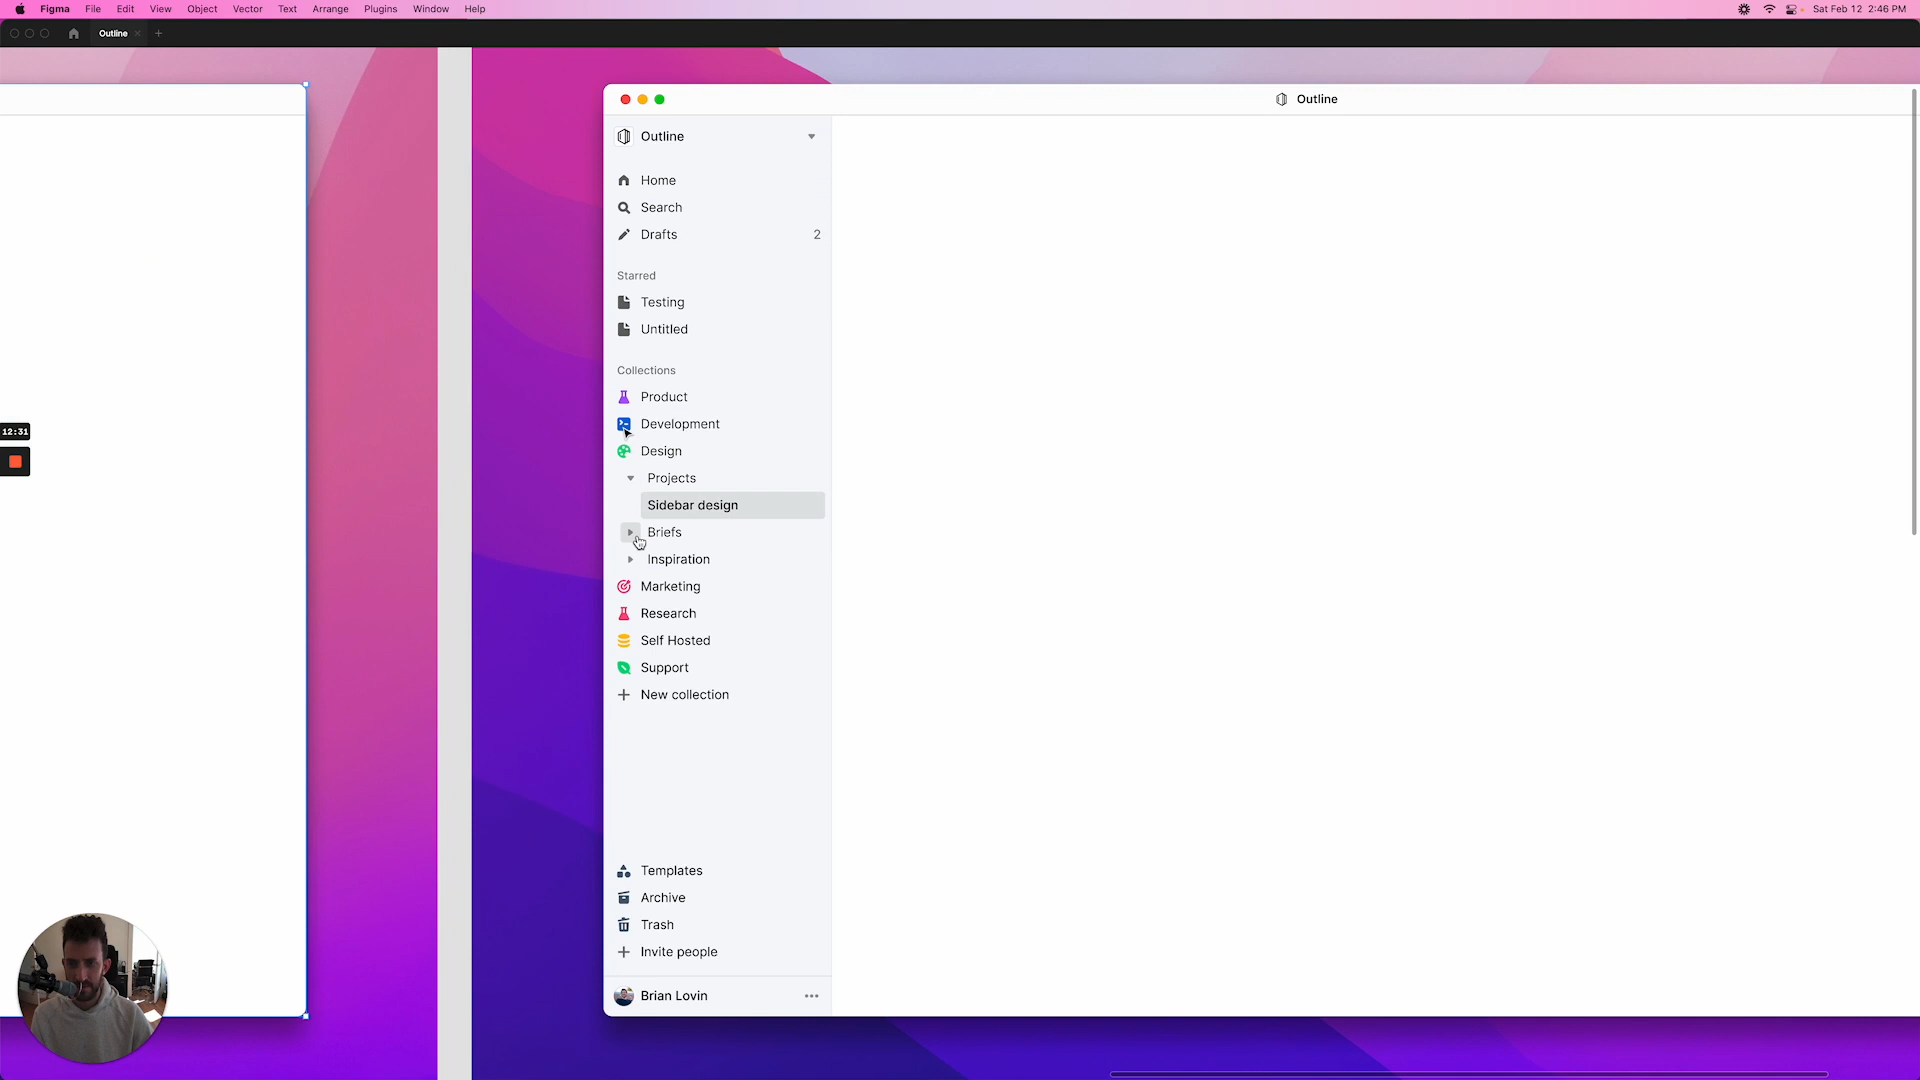 Figma File Edit View Object Vector Text Arrange Plugins Window Help Sat Feb 12 2:46 PM
Outline
Outline
Outline
Home
Search
Drafts 2
Starred
Testing
Untitled
Collections
Product
12:31
Development
Design
Projects
Sidebar design
Briefs
Inspiration
Marketing
Research
Self Hosted
Support
New collection
Templates
Archive
Trash
Invite people
Brian Lovin